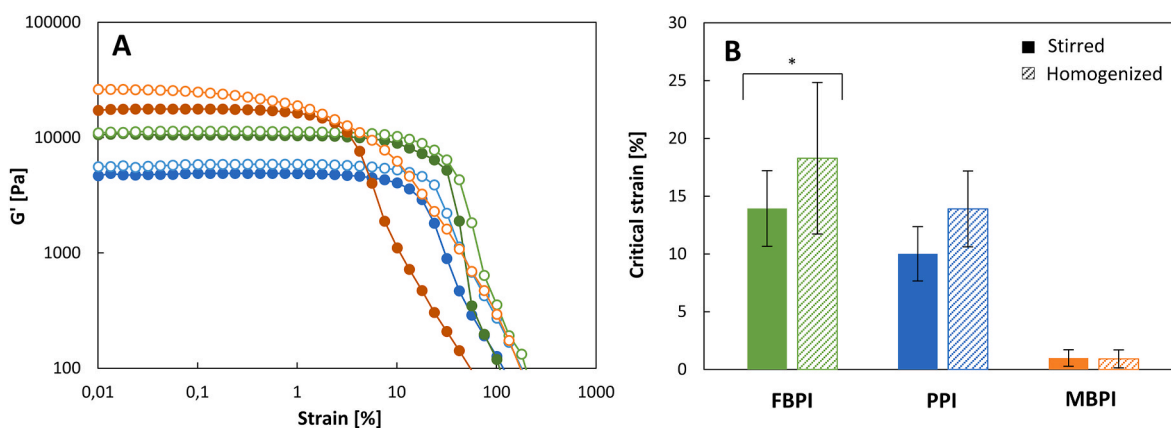 A
100000
10000
1000
100
G' [Pa]
0,01
0,1
1
10
100
1000
Strain [%]
B
Stirred
Homogenized
*
30
25
20
15
10
5
0
Critical strain [%]
FBPI
PPI
MBPI